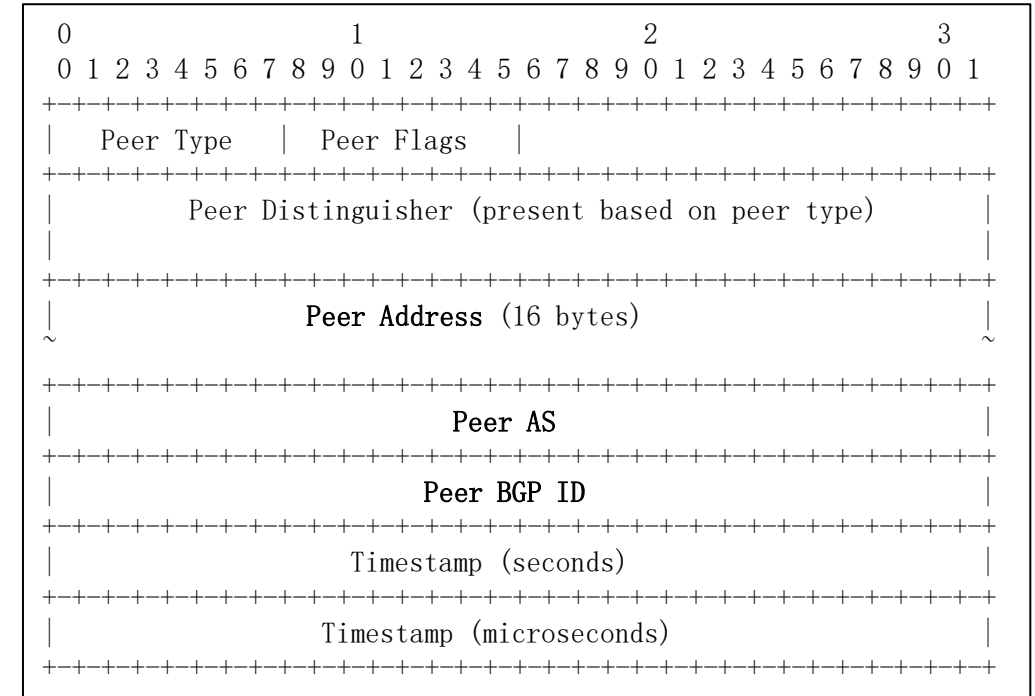 0                   1                   2                   3
0 1 2 3 4 5 6 7 8 9 0 1 2 3 4 5 6 7 8 9 0 1 2 3 4 5 6 7 8 9 0 1
+-+-+-+-+-+-+-+-+-+-+-+-+-+-+-+-+-+-+-+-+-+-+-+-+-+-+-+-+-+-+-+-+
|   Peer Type   |  Peer Flags   |
+-+-+-+-+-+-+-+-+-+-+-+-+-+-+-+-+-+-+-+-+-+-+-+-+-+-+-+-+-+-+-+-+
|         Peer Distinguisher (present based on peer type)       |
|                                                               |
+-+-+-+-+-+-+-+-+-+-+-+-+-+-+-+-+-+-+-+-+-+-+-+-+-+-+-+-+-+-+-+-+
|                 Peer Address (16 bytes)                       |
~                                                               ~
+-+-+-+-+-+-+-+-+-+-+-+-+-+-+-+-+-+-+-+-+-+-+-+-+-+-+-+-+-+-+-+-+
|                           Peer AS                             |
+-+-+-+-+-+-+-+-+-+-+-+-+-+-+-+-+-+-+-+-+-+-+-+-+-+-+-+-+-+-+-+-+
|                         Peer BGP ID                           |
+-+-+-+-+-+-+-+-+-+-+-+-+-+-+-+-+-+-+-+-+-+-+-+-+-+-+-+-+-+-+-+-+
|                    Timestamp (seconds)                        |
+-+-+-+-+-+-+-+-+-+-+-+-+-+-+-+-+-+-+-+-+-+-+-+-+-+-+-+-+-+-+-+-+
|                  Timestamp (microseconds)                     |
+-+-+-+-+-+-+-+-+-+-+-+-+-+-+-+-+-+-+-+-+-+-+-+-+-+-+-+-+-+-+-+-+